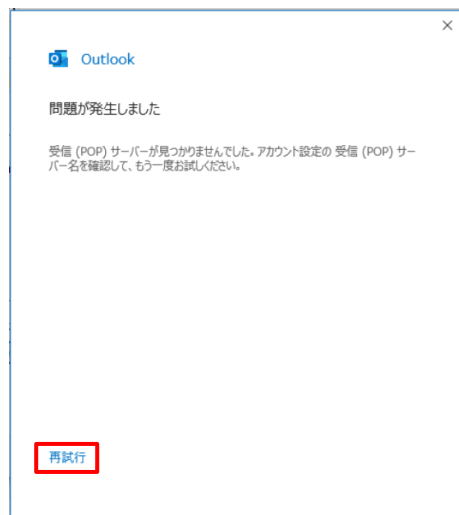 Outlook
問題が発生しました
受信 (POP) サーバーが見つかりませんでした。アカウント設定の 受信 (POP) サー
バー名を確認して、もう一度お試しください。
再試行